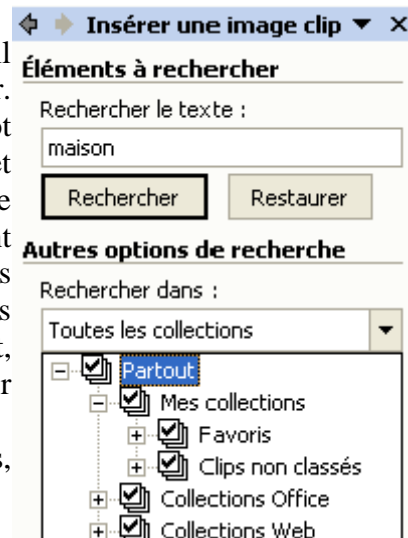 Insérer une image clip
Éléments à rechercher
Rechercher le texte :
maison
Rechercher Restaurer
Autres options de recherche
Rechercher dans :
Toutes les collections
Partout
Mes collections
Favoris
Clips non classés
Collections Office
Collections Web